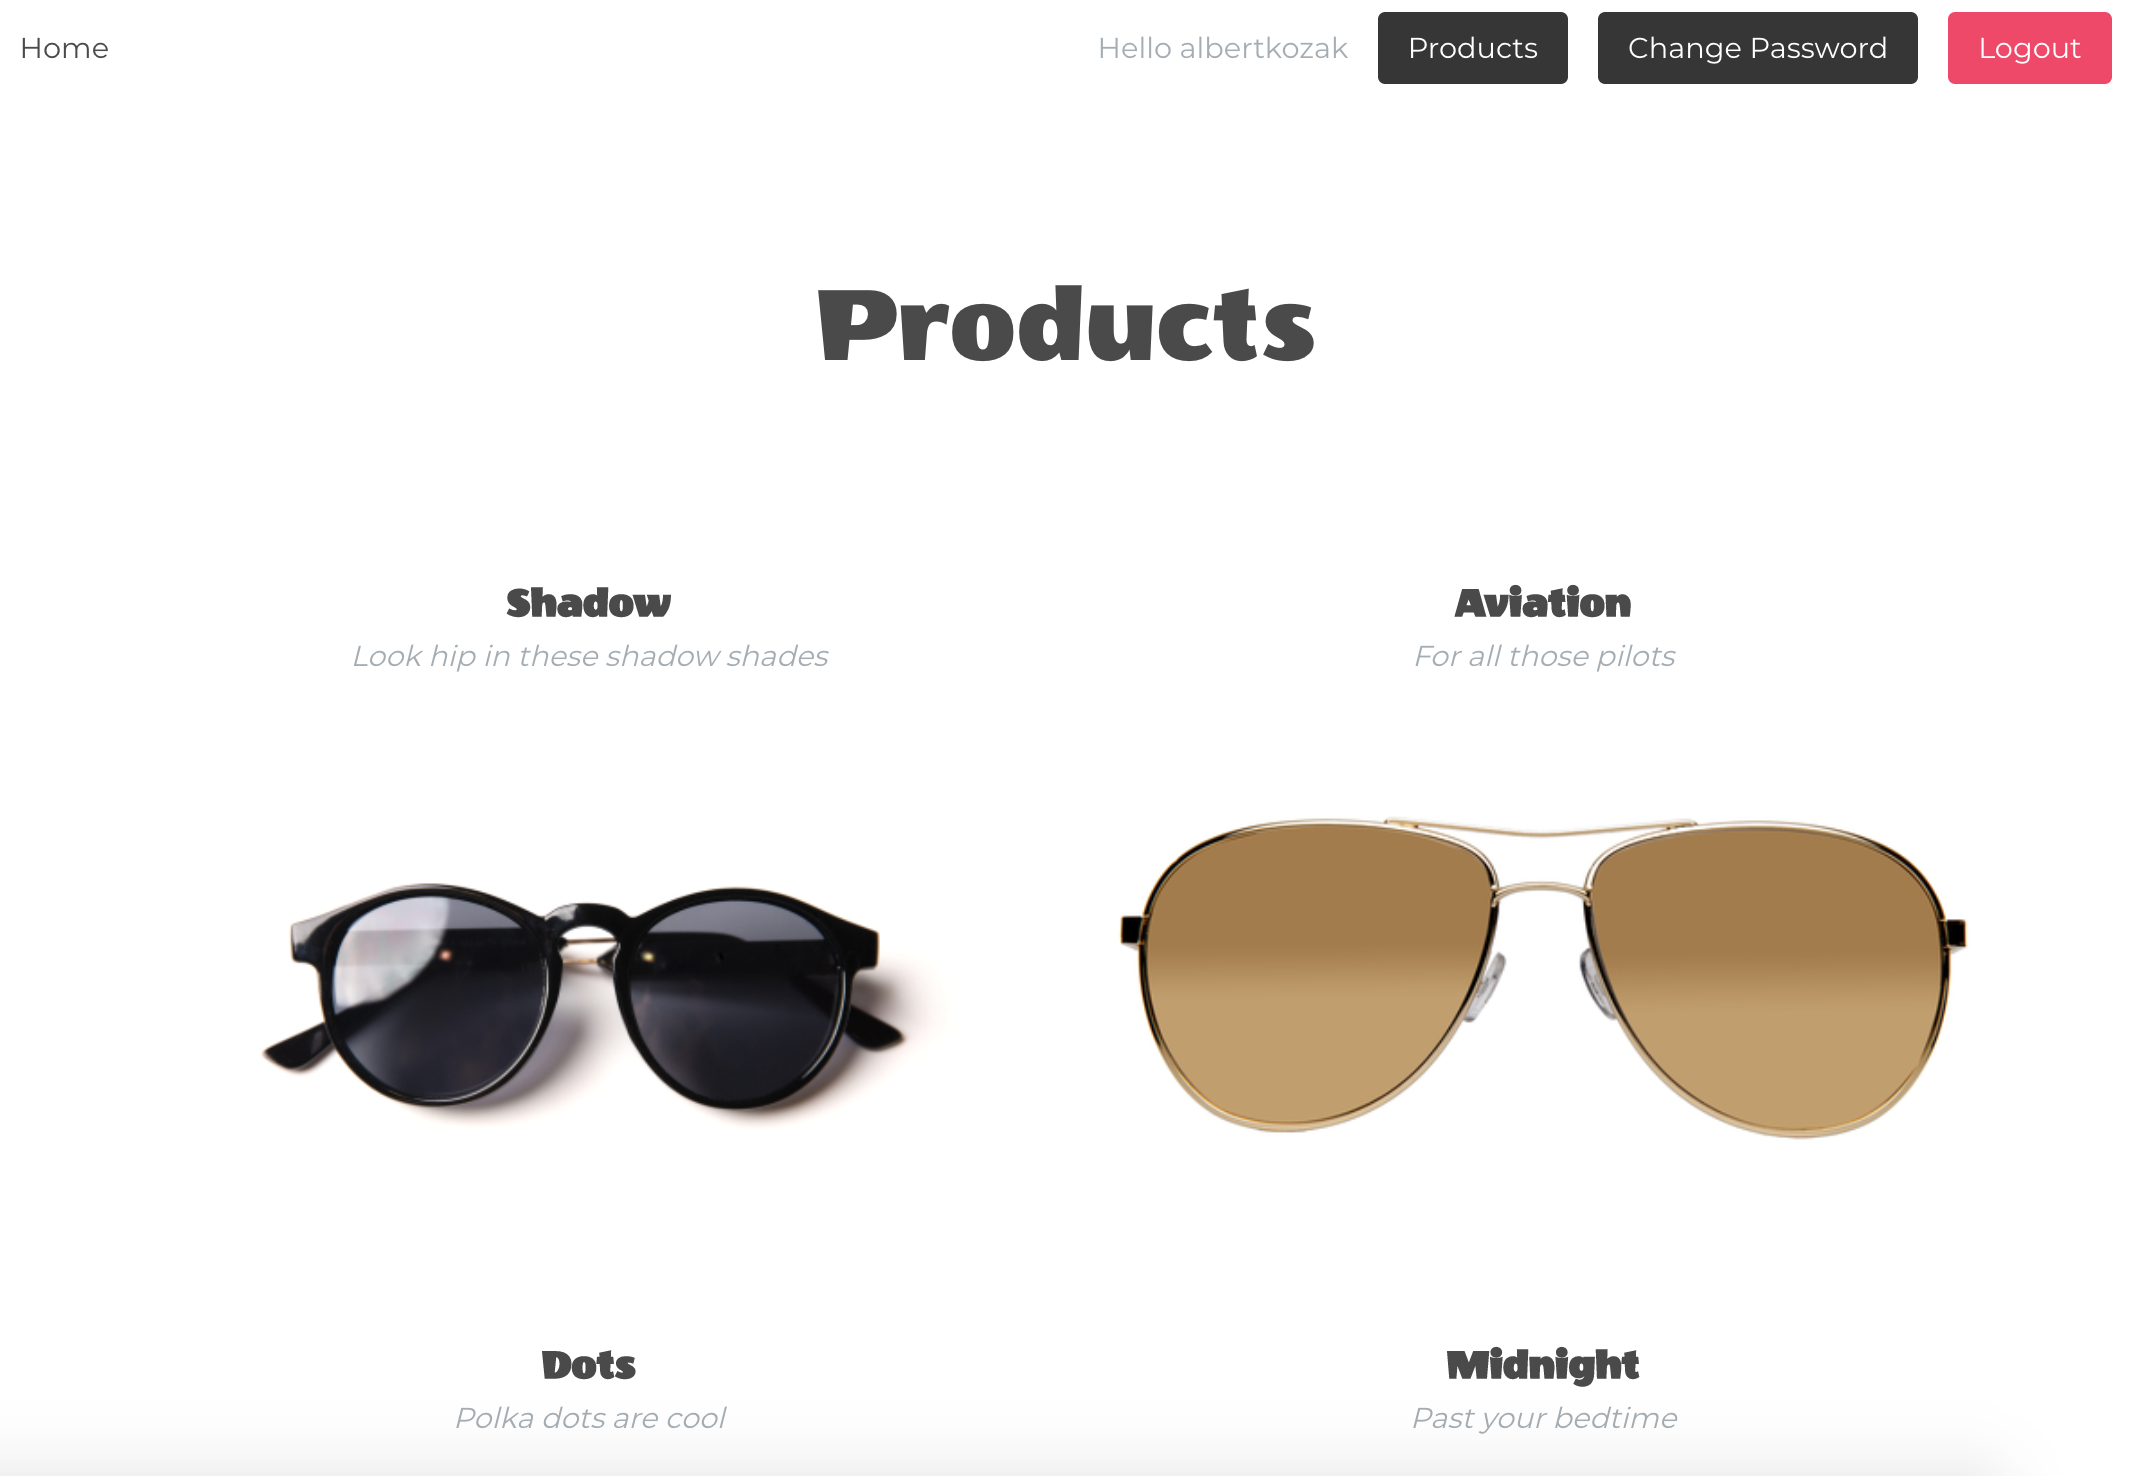 Home
Hello albertkozak
Products
Change Password
Logout
Products
Shadow
Look hip in these shadow shades
Aviation
For all those pilots
Dots
Polka dots are cool
Midnight
Past your bedtime